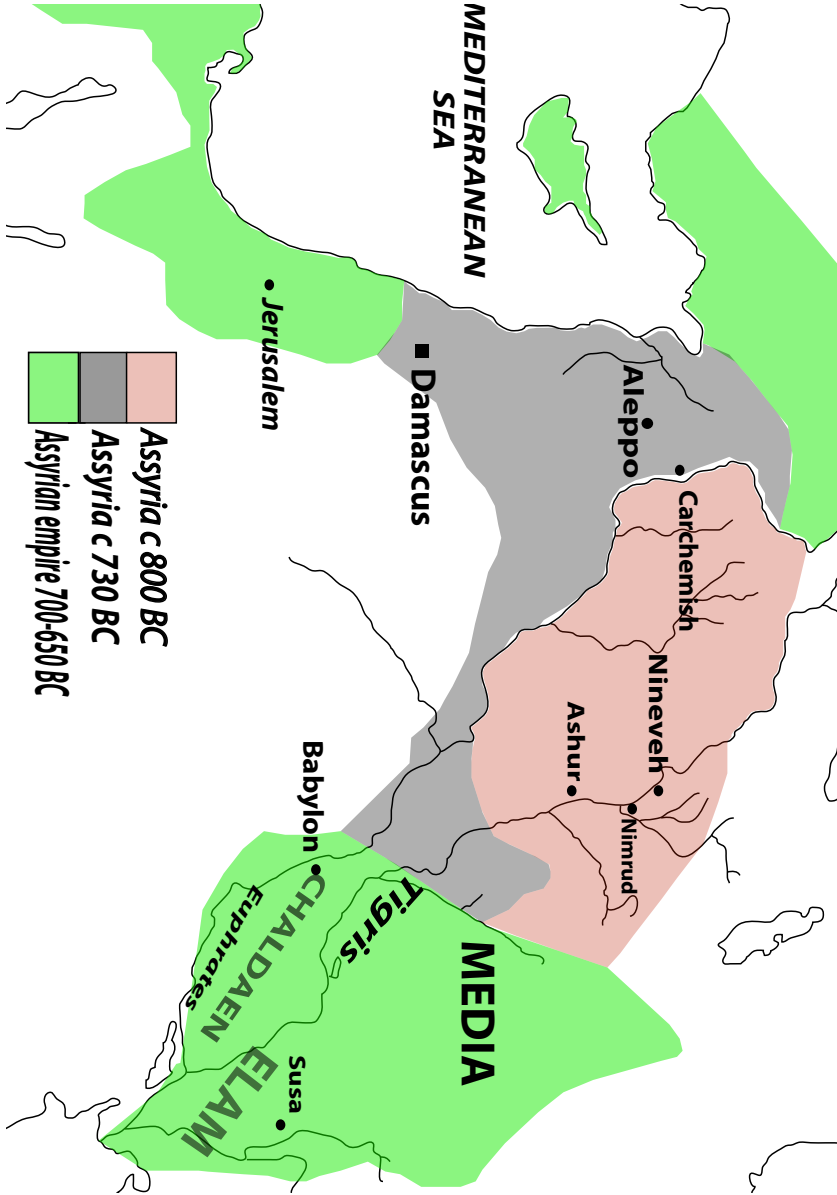 MEDITERRANEAN
SEA
Aleppo
Carchemish
Damascus
Jerusalem
Nineveh
Nimrud
Ashur
MEDIA
Tigris
Babylon
CHALDAEN
Euphrates
ELAM
Susa
Assyria c 800 BC
Assyria c 730 BC
Assyrian empire 700-650 BC